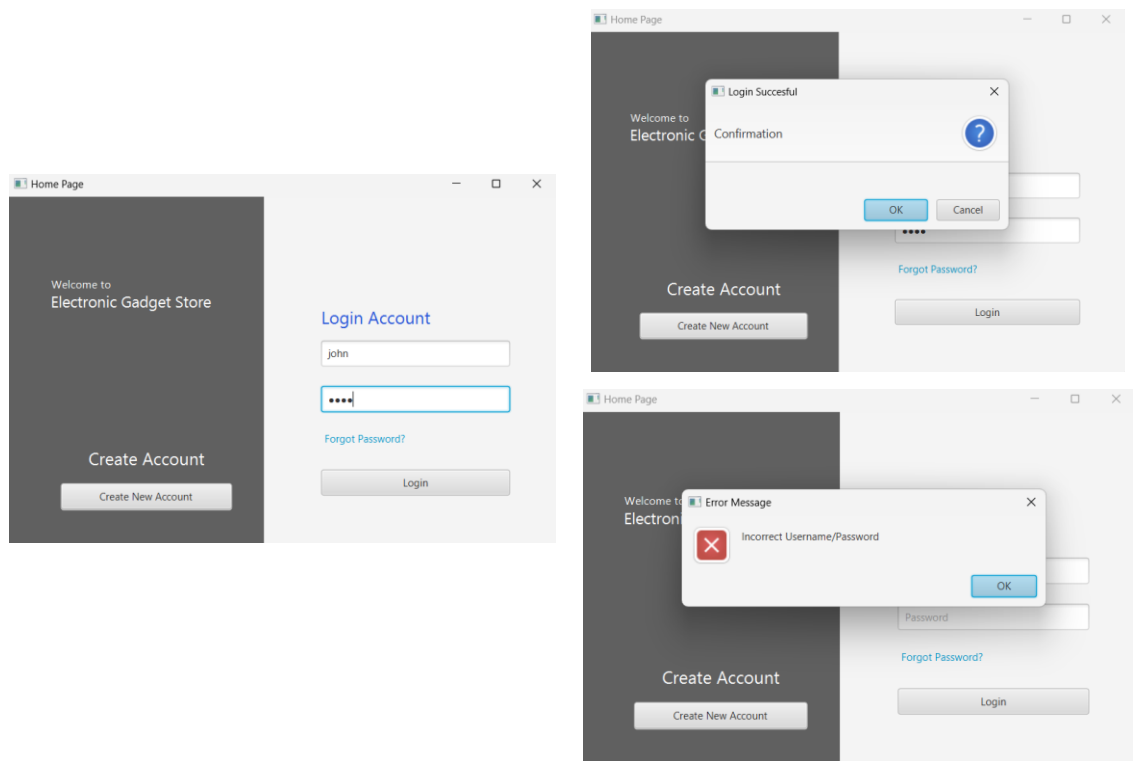 Home Page
Welcome to
Electronic Gadget Store
Login Account
john
Forgot Password?
Login
Create Account
Create New Account
Home Page
Login Succesful
Confirmation
OK
Cancel
Welcome to
Electronic G
Forgot Password?
Login
Create Account
Create New Account
Home Page
Error Message
Incorrect Username/Password
OK
Welcome to
Electroni
Password
Forgot Password?
Login
Create Account
Create New Account